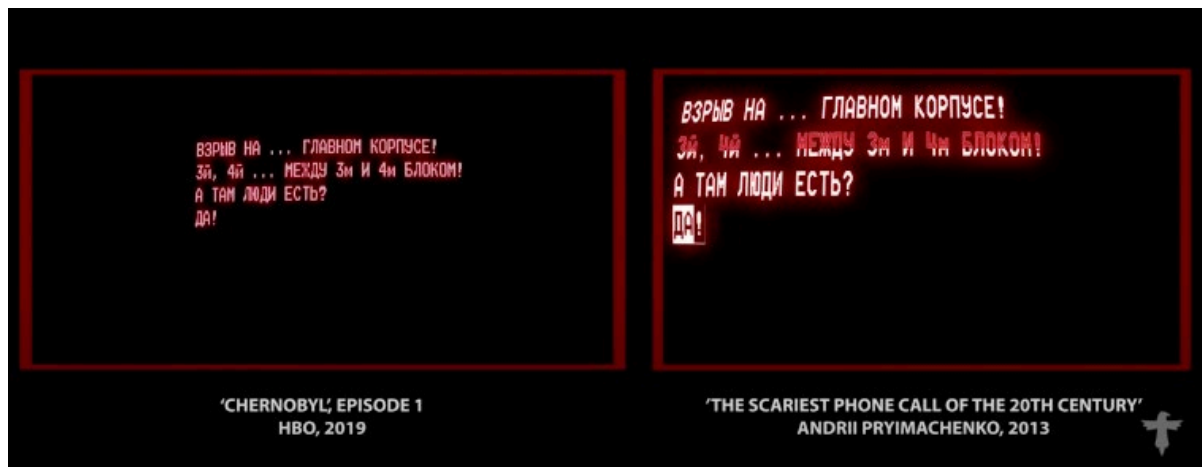 ВЗРЫВ НА ... ГЛАВНОМ КОРПУСЕ!
3й, 4й ... МЕЖДУ 3м И 4м БЛОКОМ!
А ТАМ ЛЮДИ ЕСТЬ?
ДА!
'CHERNOBYL', EPISODE 1
HBO, 2019
ВЗРЫВ НА ... ГЛАВНОМ КОРПУСЕ!
3й, 4й ... МЕЖДУ 3м И 4м БЛОКОМ!
А ТАМ ЛЮДИ ЕСТЬ?
ДА!
'THE SCARIEST PHONE CALL OF THE 20TH CENTURY'
ANDRII PRYIMACHENKO, 2013